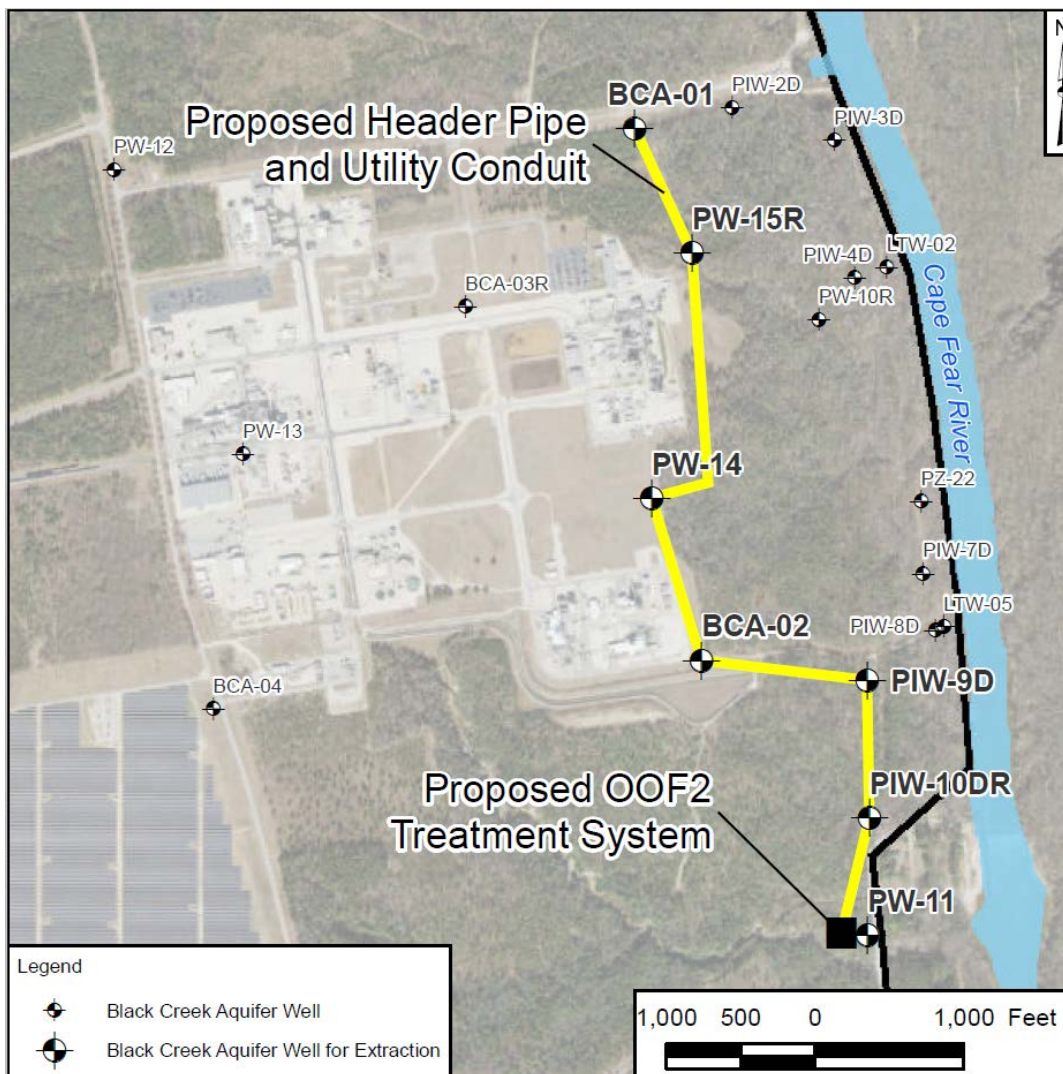 N
BCA-01
PIW-2D
Proposed Header Pipe
and Utility Conduit
PIW-3D
PW-12
PW-15R
LTW-02
PIW-4D
PW-10R
BCA-03R
Cape Fear River
PW-13
PW-14
PZ-22
PIW-7D
LTW-05
PIW-8D
BCA-02
PIW-9D
BCA-04
Proposed OOF2
Treatment System
PIW-10DR
PW-11
Legend
Black Creek Aquifer Well
Black Creek Aquifer Well for Extraction
1,000 500 0 1,000 Feet